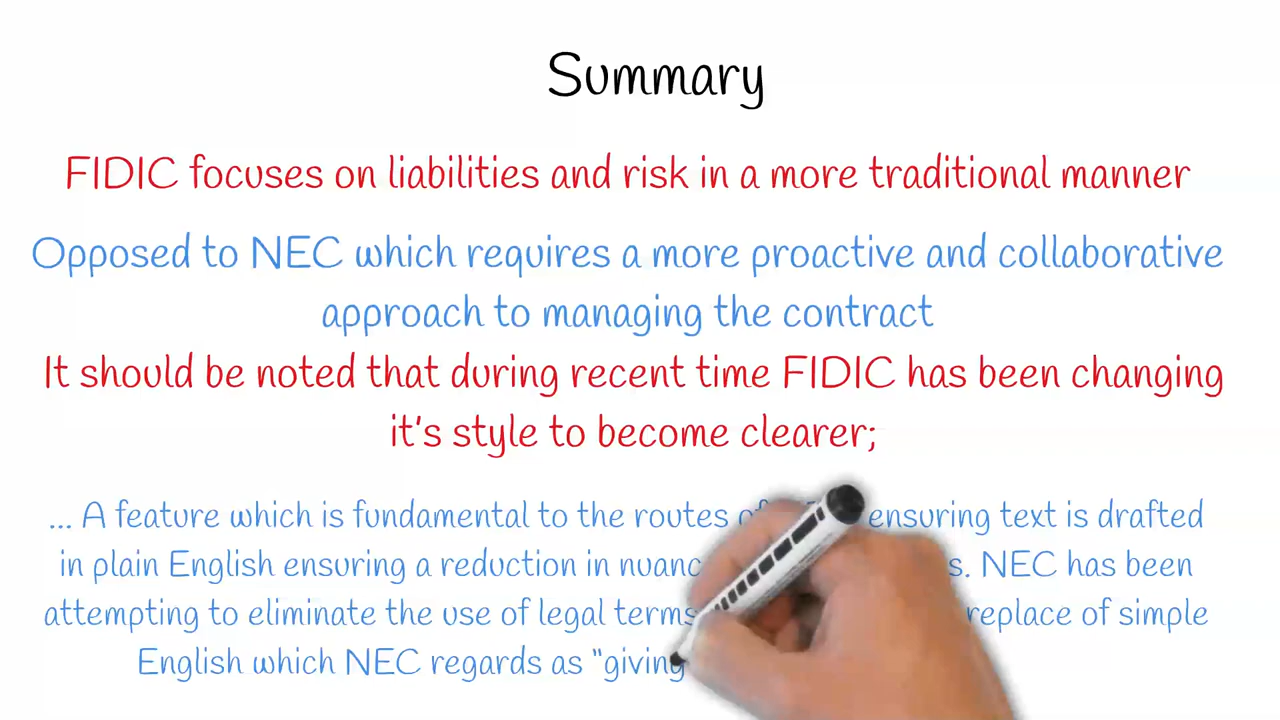 Summary
FIDIC focuses on liabilities and risk in a more traditional manner
Opposed to NEC which requires a more proactive and collaborative
approach to managing the contract
It should be noted that during recent time FIDIC has been changing
it's style to become clearer;
... A feature which is fundamental to the routes of ensuring text is drafted
in plain English ensuring a reduction in NEC has been
attempting to eliminate the use of legal terms replace of simple
English which NEC regards as “giving